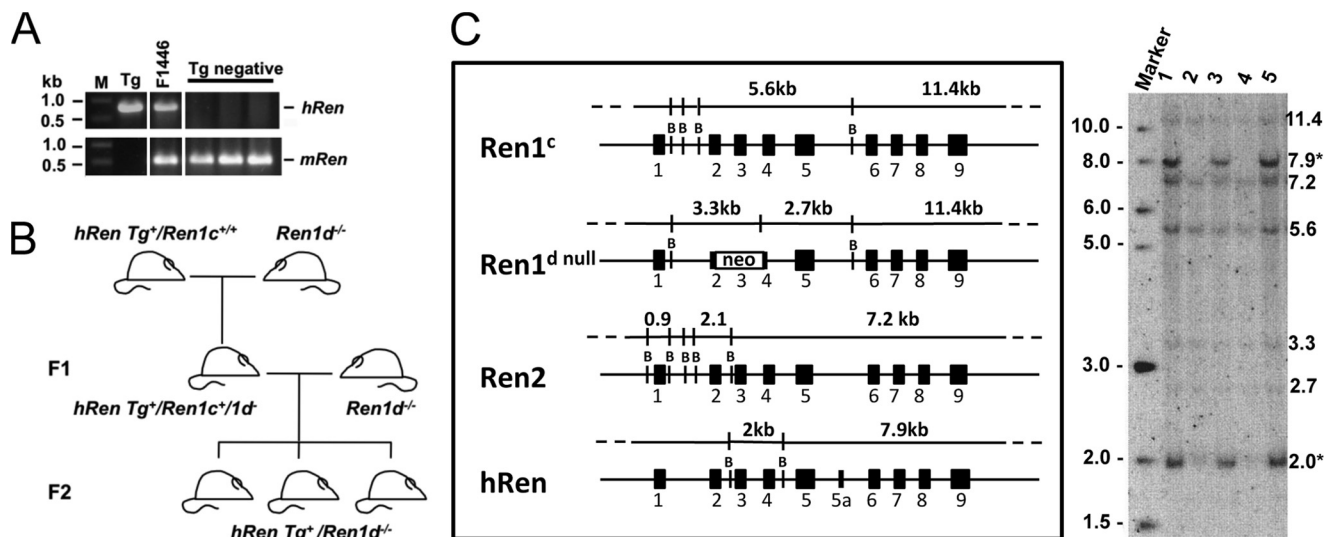 A
kb
M
Tg
F1446
Tg negative
1.0
0.5
hRen
1.0
0.5
mRen
B
hRen Tg⁺/Ren1c⁺/⁺
Ren1d⁻/⁻
F1
hRen Tg⁺/Ren1c⁺/1d⁻
Ren1d⁻/⁻
F2
hRen Tg⁺/Ren1d⁻/⁻
C
5.6kb 11.4kb
B B B B
Ren1ᶜ
1 2 3 4 5 6 7 8 9
3.3kb 2.7kb 11.4kb
B B
Ren1ᵈ ⁿᵘˡˡ
neo
1 2 3 4 5 6 7 8 9
0.9 2.1 7.2 kb
B B B B B
Ren2
1 2 3 4 5 6 7 8 9
2kb 7.9kb
B B
hRen
1 2 3 4 5 5a 6 7 8 9
Marker
1 2 3 4 5
10.0 -
8.0 -
6.0 -
5.0 -
3.0 -
2.0 -
1.5 -
11.4
7.9*
7.2
5.6
3.3
2.7
2.0*